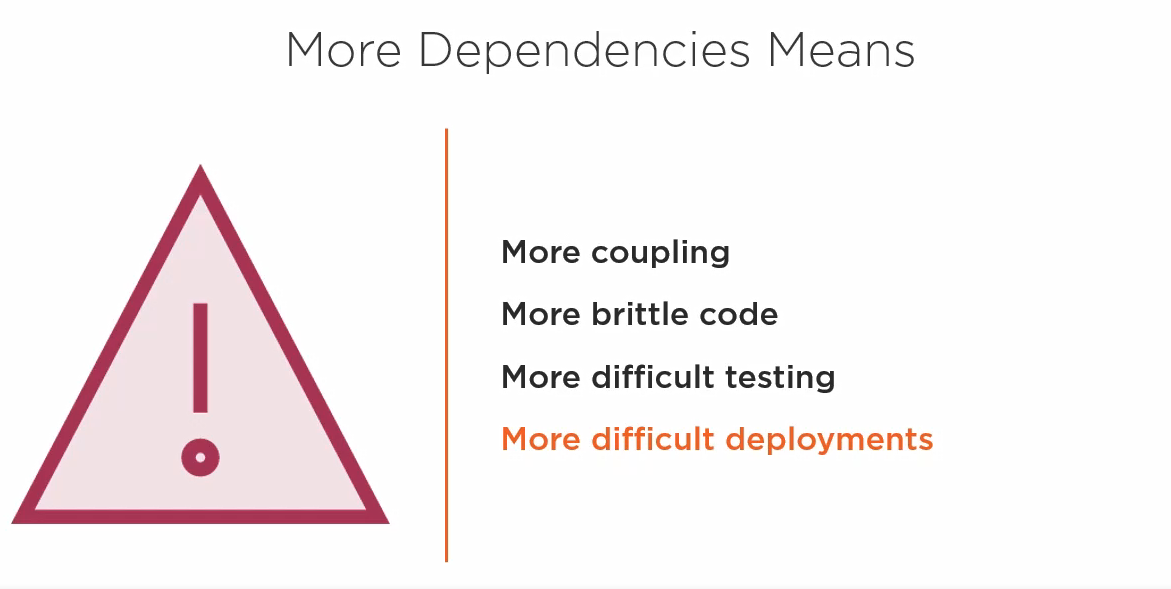 More Dependencies Means
More coupling
More brittle code
More difficult testing
More difficult deployments